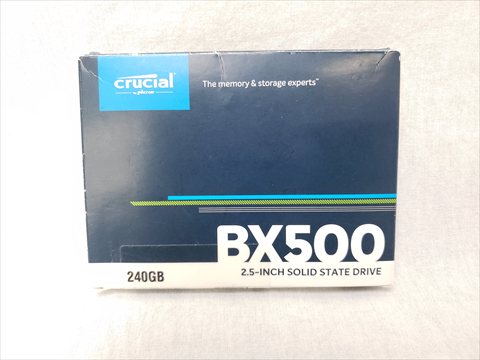 crucial
by Micron
The memory & storage experts™
BX500
2.5-INCH SOLID STATE DRIVE
240GB